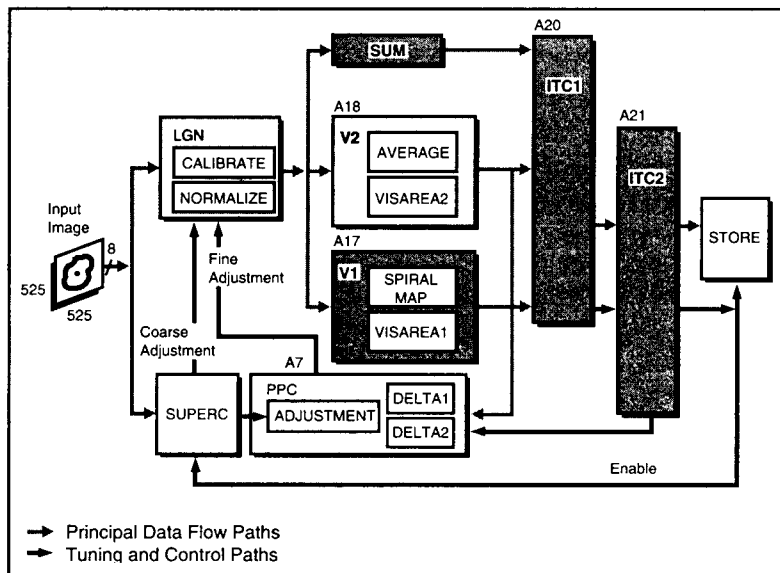 A20
SUM
ITC1
A18
A21
LGN
V2
CALIBRATE
AVERAGE
ITC2
NORMALIZE
VISAREA2
Input
Image
8
525
525
STORE
A17
V1
Fine
Adjustment
SPIRAL
MAP
VISAREA1
Coarse
Adjustment
A7
PPC
SUPERC
ADJUSTMENT
DELTA1
DELTA2
Enable
Principal Data Flow Paths
Tuning and Control Paths